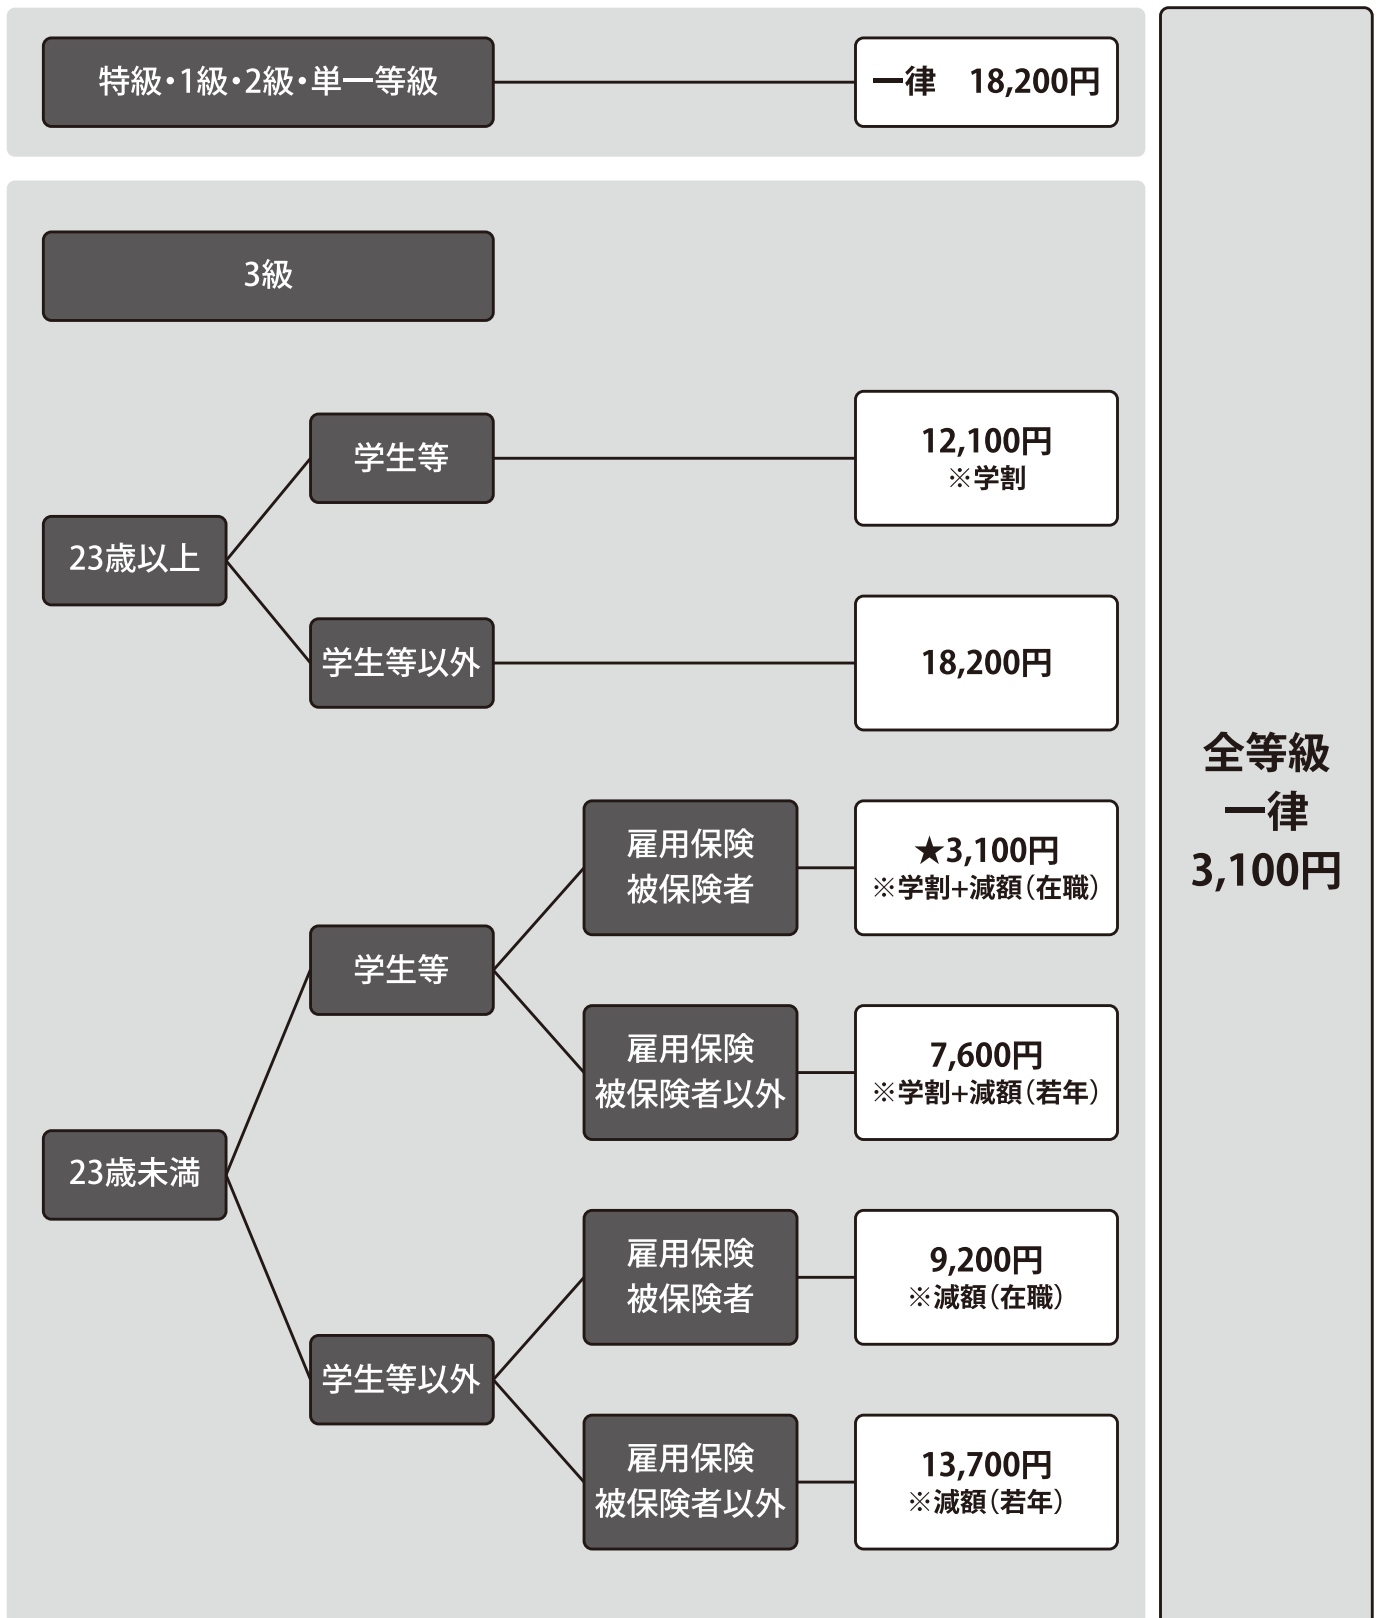 特級・1級・2級・単一等級
一律　18,200円
3級
23歳以上
学生等
12,100円
※学割
学生等以外
18,200円
23歳未満
学生等
雇用保険
被保険者
★3,100円
※学割+減額（在職）
雇用保険
被保険者以外
7,600円
※学割+減額（若年）
学生等以外
雇用保険
被保険者
9,200円
※減額（在職）
雇用保険
被保険者以外
13,700円
※減額（若年）
全等級
一律
3,100円